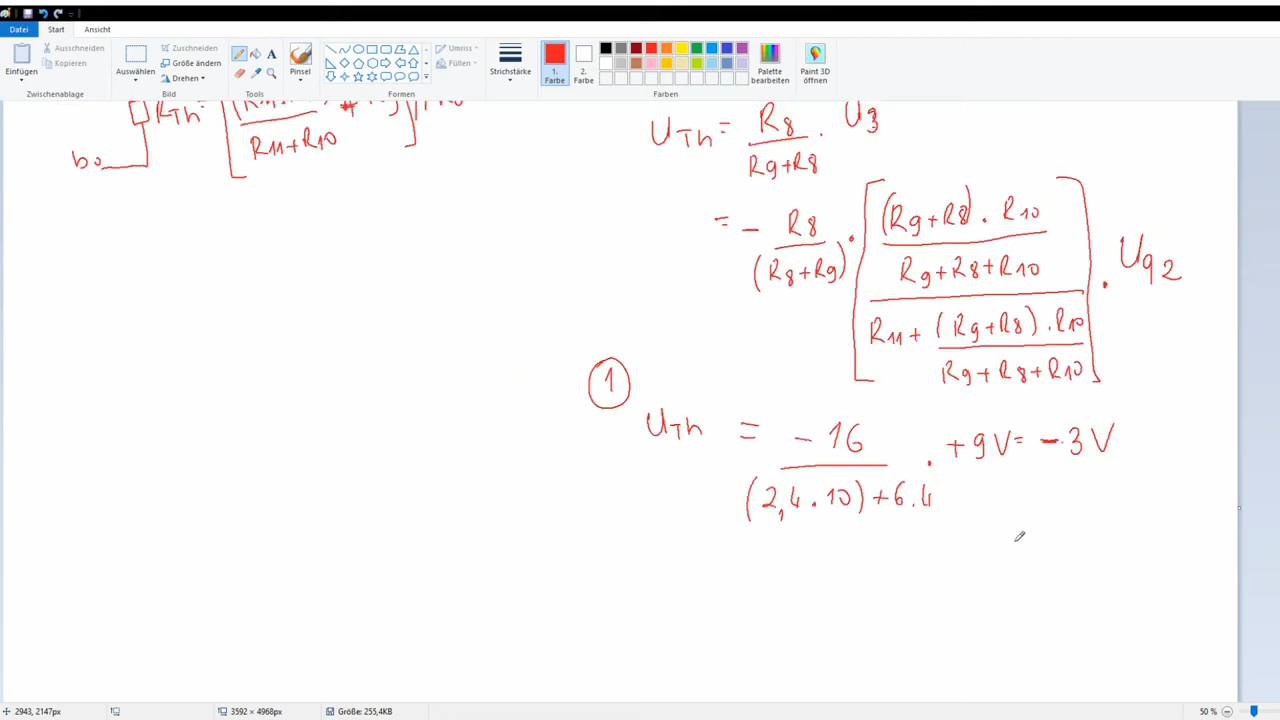 Datei Start Ansicht
Einfügen Ausschneiden Kopieren
Auswählen Zuschneiden Größe ändern Drehen
Pinsel
Umriss Füllen
Strichstärke
1. Farbe 2. Farbe
Palette bearbeiten
Paint 3D öffnen
Zwischenablage Bild Tools Formen Farben
RTh =
R11+R10
b
UTh = R8 / R9+R8 . U3
= - R8 / (R8+R9) . [ (R9+R8) . R10 / R9+R8+R10 / R11 + (R9+R8) . R10 / R9+R8+R10 ] . Uq2
1
UTh = -16 / (2,4 . 10) + 6.4 . +9V = -3V
2943, 2147px 3592 × 4968px Größe: 255,4KB 50 %